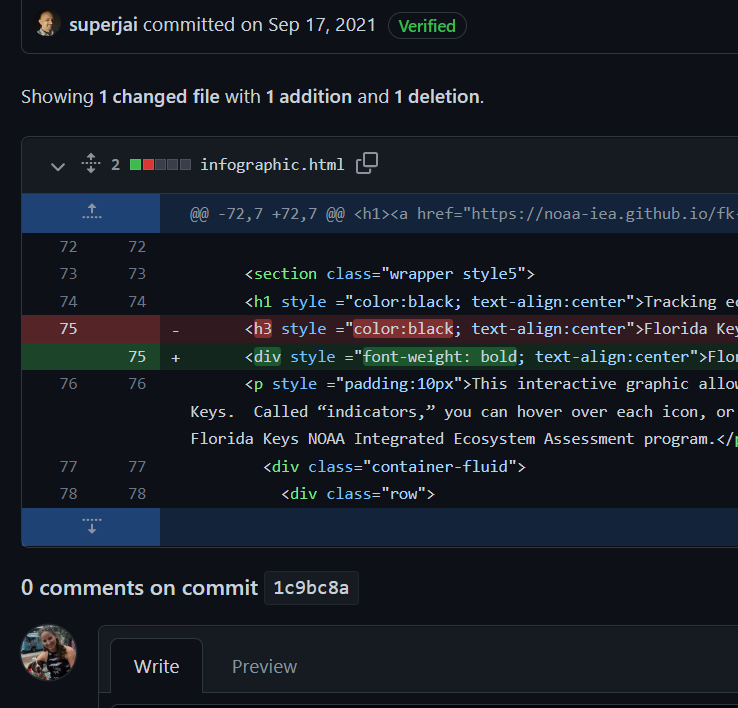 superjai committed on Sep 17, 2021 Verified
Showing 1 changed file with 1 addition and 1 deletion.
2 infographic.html
@@ -72,7 +72,7 @@ <h1><a href="https://noaa-iea.github.io/fk-
72 72
73 73 <section class="wrapper style5">
74 74 <h1 style ="color:black; text-align:center">Tracking ec
75 - <h3 style ="color:black; text-align:center">Florida Key
75 + <div style ="font-weight: bold; text-align:center">Flor
76 76 <p style ="padding:10px">This interactive graphic allow
Keys.  Called “indicators,” you can hover over each icon, or
Florida Keys NOAA Integrated Ecosystem Assessment program.</p
77 77 <div class="container-fluid">
78 78 <div class="row">
0 comments on commit 1c9bc8a
Write Preview